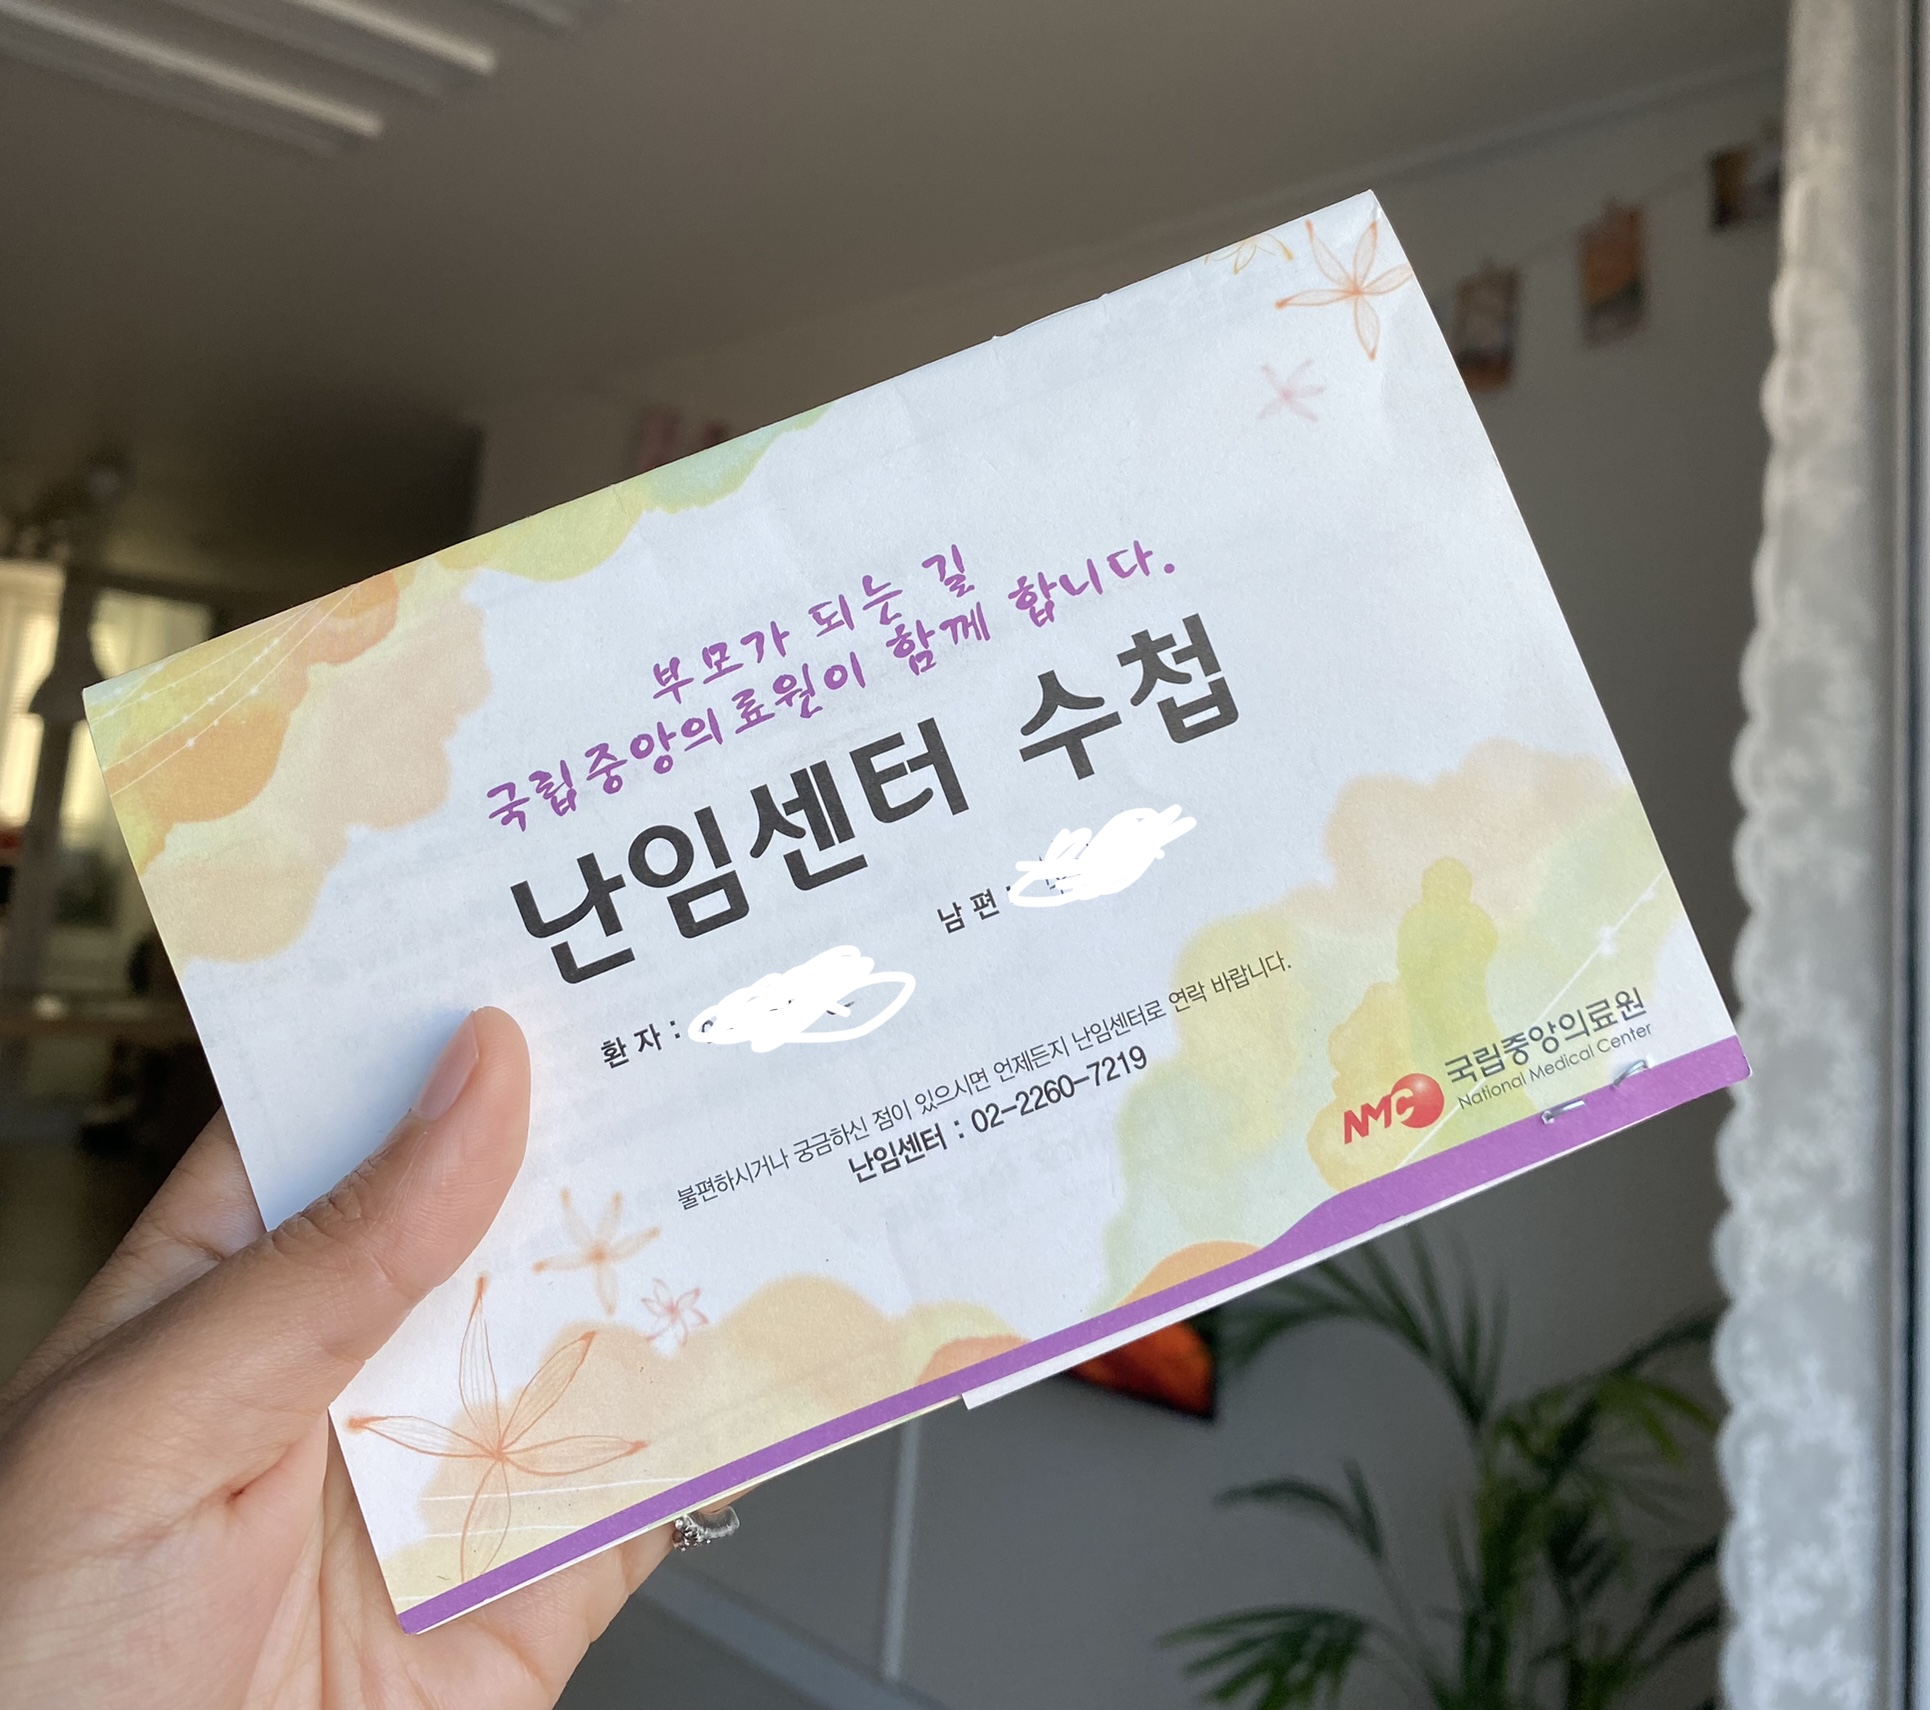 부모가 되는 길
국립중앙의료원이 함께 합니다.
난임센터 수첩
환 자 :
남 편 :
불편하시거나 궁금하신 점이 있으시면 언제든지 난임센터로 연락 바랍니다.
난임센터 : 02-2260-7219
NMC 국립중앙의료원
National Medical Center